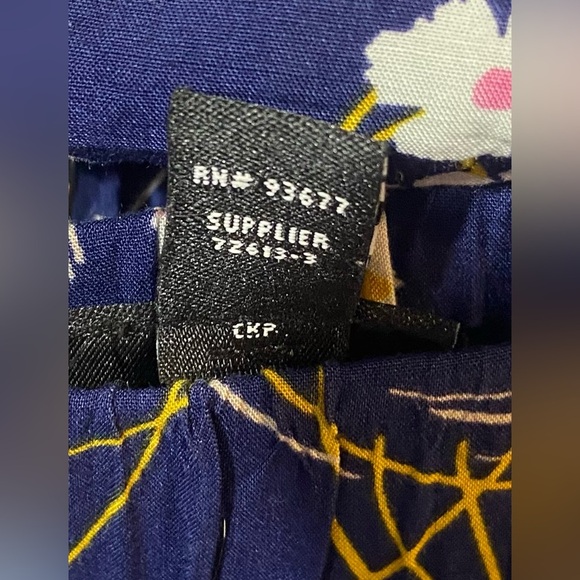 RN# 93677
SUPPLIER
72613-3
CKP